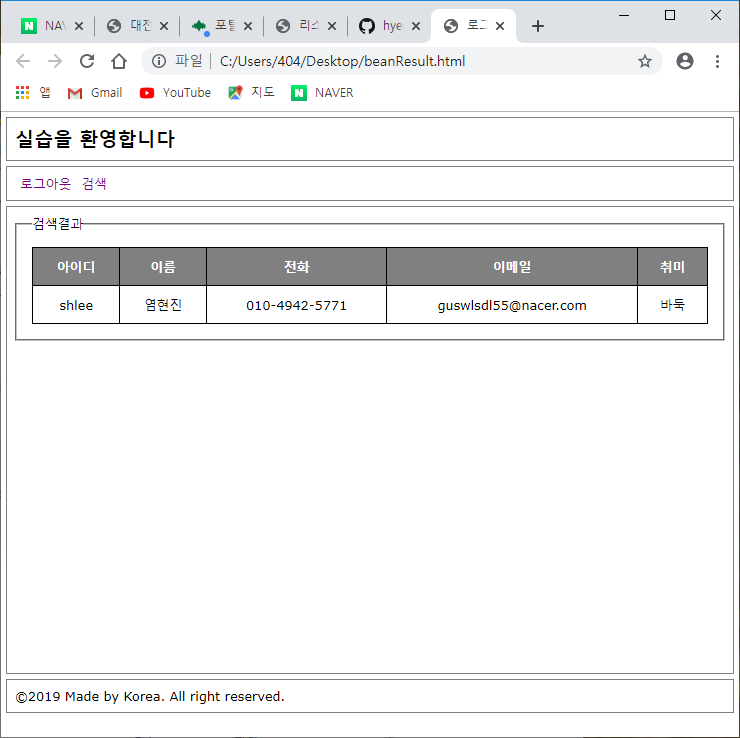 NAV
대전
포털
리스
hye
로그
파일 C:/Users/404/Desktop/beanResult.html
앱 Gmail YouTube 지도 NAVER
실습을 환영합니다
로그아웃 검색
검색결과
아이디 이름 전화 이메일 취미
shlee 염현진 010-4942-5771 guswlsdl55@nacer.com 바둑
©2019 Made by Korea. All right reserved.